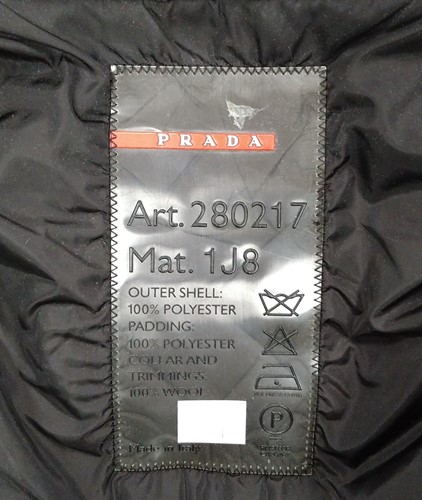 PRADA
Art. 280217
Mat. 1J8
OUTER SHELL:
100% POLYESTER
PADDING:
100% POLYESTER
COLLAR AND
TRIMMINGS:
100% WOOL
P
Made in Italy